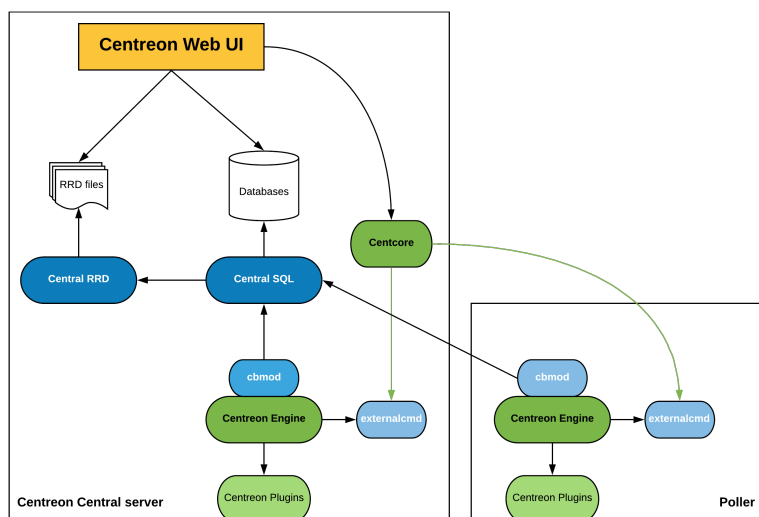 Centreon Web UI
RRD files
Databases
Centcore
Central RRD
Central SQL
cbmod
cbmod
Centreon Engine
externalcmd
Centreon Engine
externalcmd
Centreon Plugins
Centreon Plugins
Centreon Central server
Poller